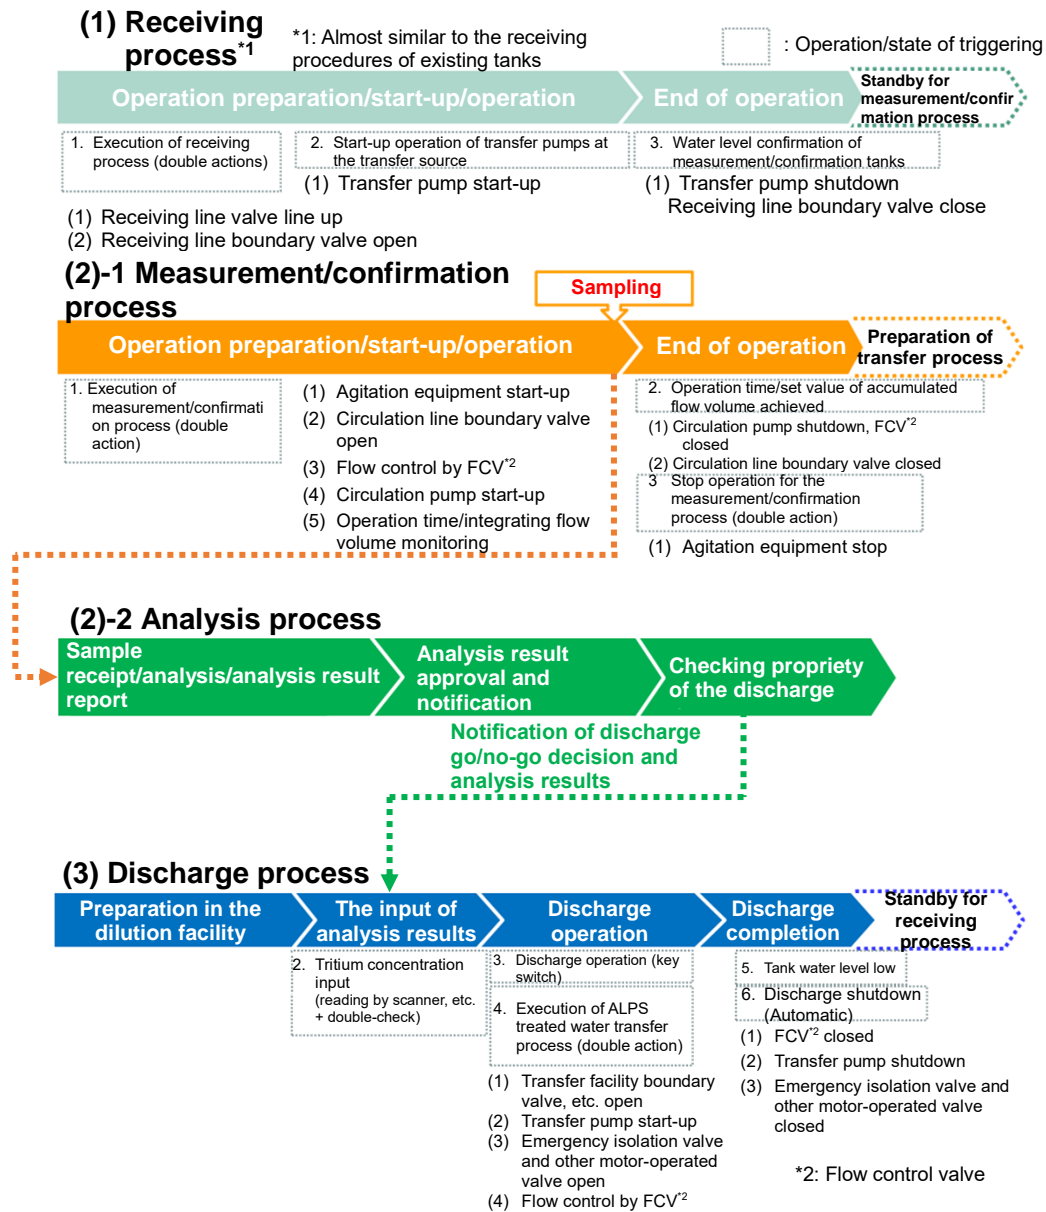 (1) Receiving
process*1
*1: Almost similar to the receiving
procedures of existing tanks
: Operation/state of triggering
Operation preparation/start-up/operation
End of operation
Standby for
measurement/confir
mation process
1. Execution of receiving
process (double actions)
2. Start-up operation of transfer pumps at
the transfer source
3. Water level confirmation of
measurement/confirmation tanks
(1) Transfer pump start-up
(1) Transfer pump shutdown
Receiving line boundary valve close
(1) Receiving line valve line up
(2) Receiving line boundary valve open
(2)-1 Measurement/confirmation
process
Sampling
Operation preparation/start-up/operation
End of operation
Preparation of
transfer process
1. Execution of
measurement/confirmati
on process (double
action)
(1) Agitation equipment start-up
(2) Circulation line boundary valve
open
(3) Flow control by FCV*2
(4) Circulation pump start-up
(5) Operation time/integrating flow
volume monitoring
2. Operation time/set value of accumulated
flow volume achieved
(1) Circulation pump shutdown, FCV*2
closed
(2) Circulation line boundary valve closed
3 Stop operation for the
measurement/confirmation
process (double action)
(1) Agitation equipment stop
(2)-2 Analysis process
Sample
receipt/analysis/analysis result
report
Analysis result
approval and
notification
Checking propriety
of the discharge
Notification of discharge
go/no-go decision and
analysis results
(3) Discharge process
Preparation in the
dilution facility
The input of
analysis results
Discharge
operation
Discharge
completion
Standby for
receiving
process
2. Tritium concentration
input
(reading by scanner, etc.
+ double-check)
3. Discharge operation (key
switch)
4. Execution of ALPS
treated water transfer
process (double action)
(1) Transfer facility boundary
valve, etc. open
(2) Transfer pump start-up
(3) Emergency isolation valve
and other motor-operated
valve open
(4) Flow control by FCV*2
5. Tank water level low
6. Discharge shutdown
(Automatic)
(1) FCV*2 closed
(2) Transfer pump shutdown
(3) Emergency isolation valve and
other motor-operated valve
closed
*2: Flow control valve